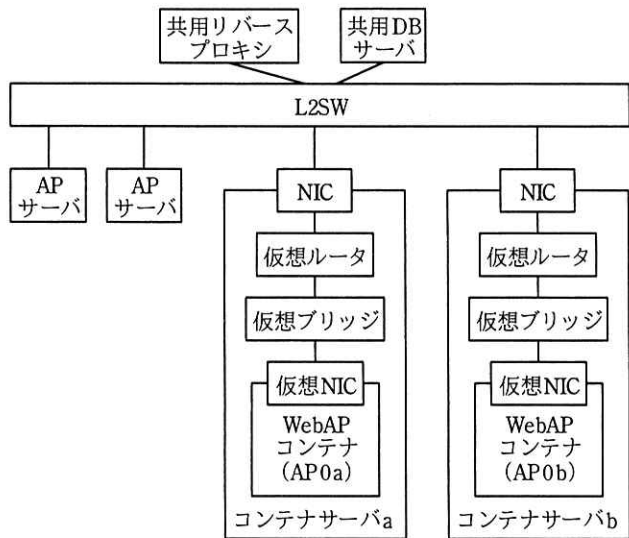 共用リバース
プロキシ
共用DB
サーバ
L2SW
AP
サーバ
AP
サーバ
NIC
仮想ルータ
仮想ブリッジ
仮想NIC
WebAP
コンテナ
(AP0a)
コンテナサーバa
NIC
仮想ルータ
仮想ブリッジ
仮想NIC
WebAP
コンテナ
(AP0b)
コンテナサーバb